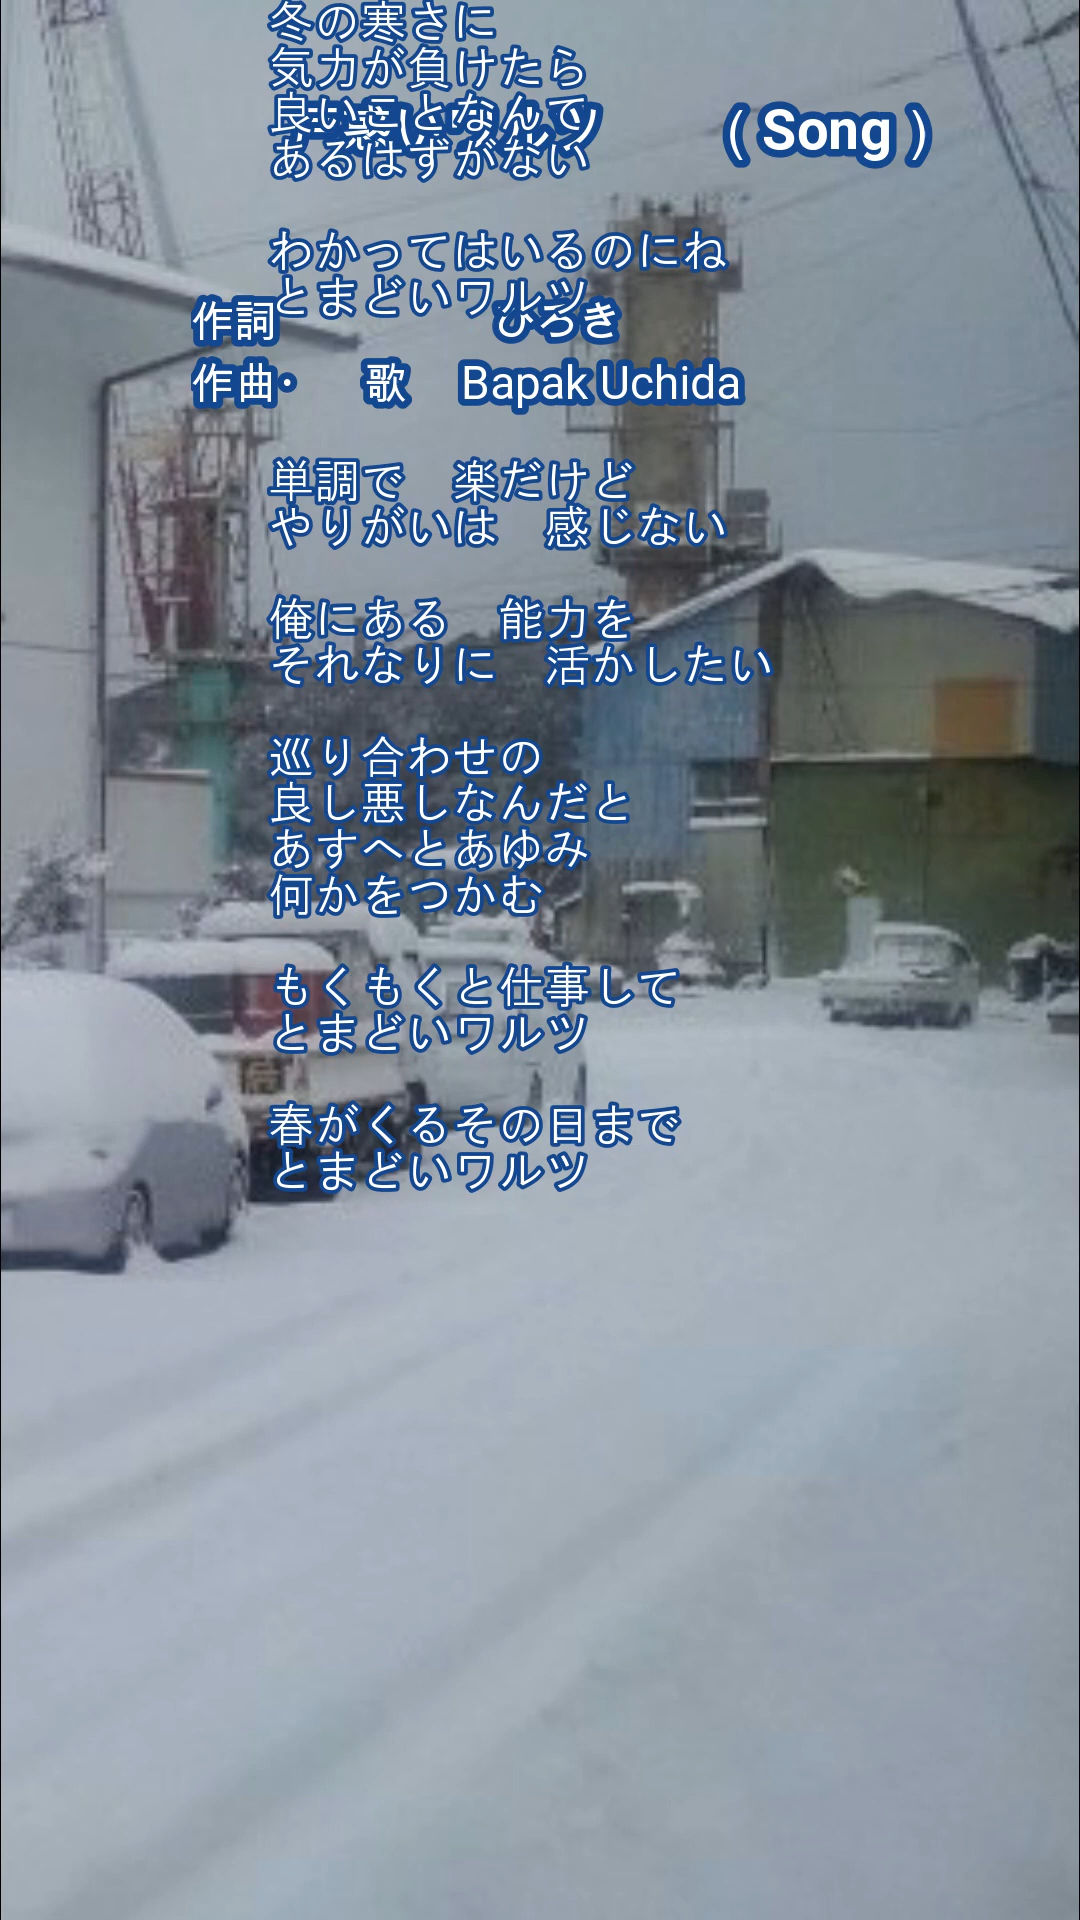 冬の寒さに
気力が負けたら
良いことなんて
惑いワルツ (Song)
あるはずがない
わかってはいるのにね
とまどいワルツ
作詞 ひろき
作曲・ 歌 Bapak Uchida
単調で 楽だけど
やりがいは 感じない
俺にある 能力を
それなりに 活かしたい
巡り合わせの
良し悪しなんだと
あすへとあゆみ
何かをつかむ
もくもくと仕事して
とまどいワルツ
春がくるその日まで
とまどいワルツ